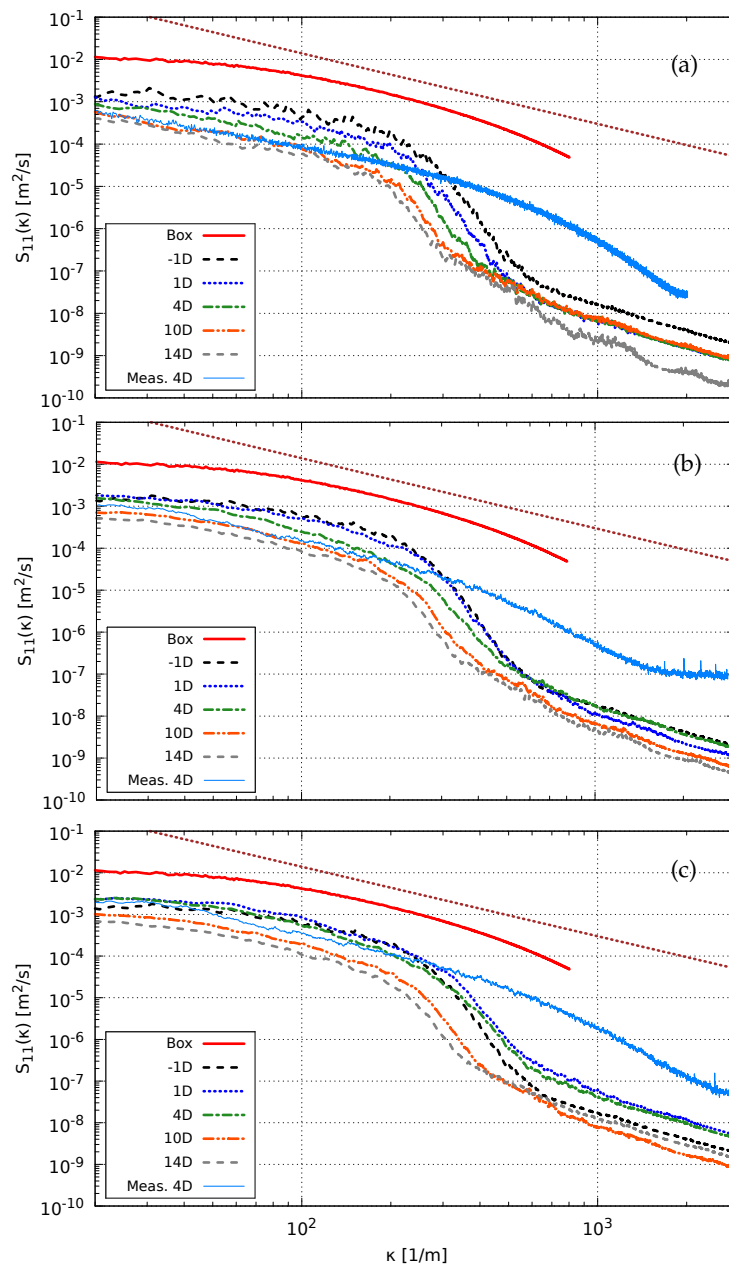 10⁻¹
10⁻²
10⁻³
10⁻⁴
10⁻⁵
10⁻⁶
10⁻⁷
10⁻⁸
10⁻⁹
10⁻¹⁰
S₁₁(κ) [m²/s]
(a)
Box
-1D
1D
4D
10D
14D
Meas. 4D
10⁻¹
10⁻²
10⁻³
10⁻⁴
10⁻⁵
10⁻⁶
10⁻⁷
10⁻⁸
10⁻⁹
10⁻¹⁰
S₁₁(κ) [m²/s]
(b)
Box
-1D
1D
4D
10D
14D
Meas. 4D
10⁻¹
10⁻²
10⁻³
10⁻⁴
10⁻⁵
10⁻⁶
10⁻⁷
10⁻⁸
10⁻⁹
10⁻¹⁰
S₁₁(κ) [m²/s]
(c)
Box
-1D
1D
4D
10D
14D
Meas. 4D
10² 10³
κ [1/m]